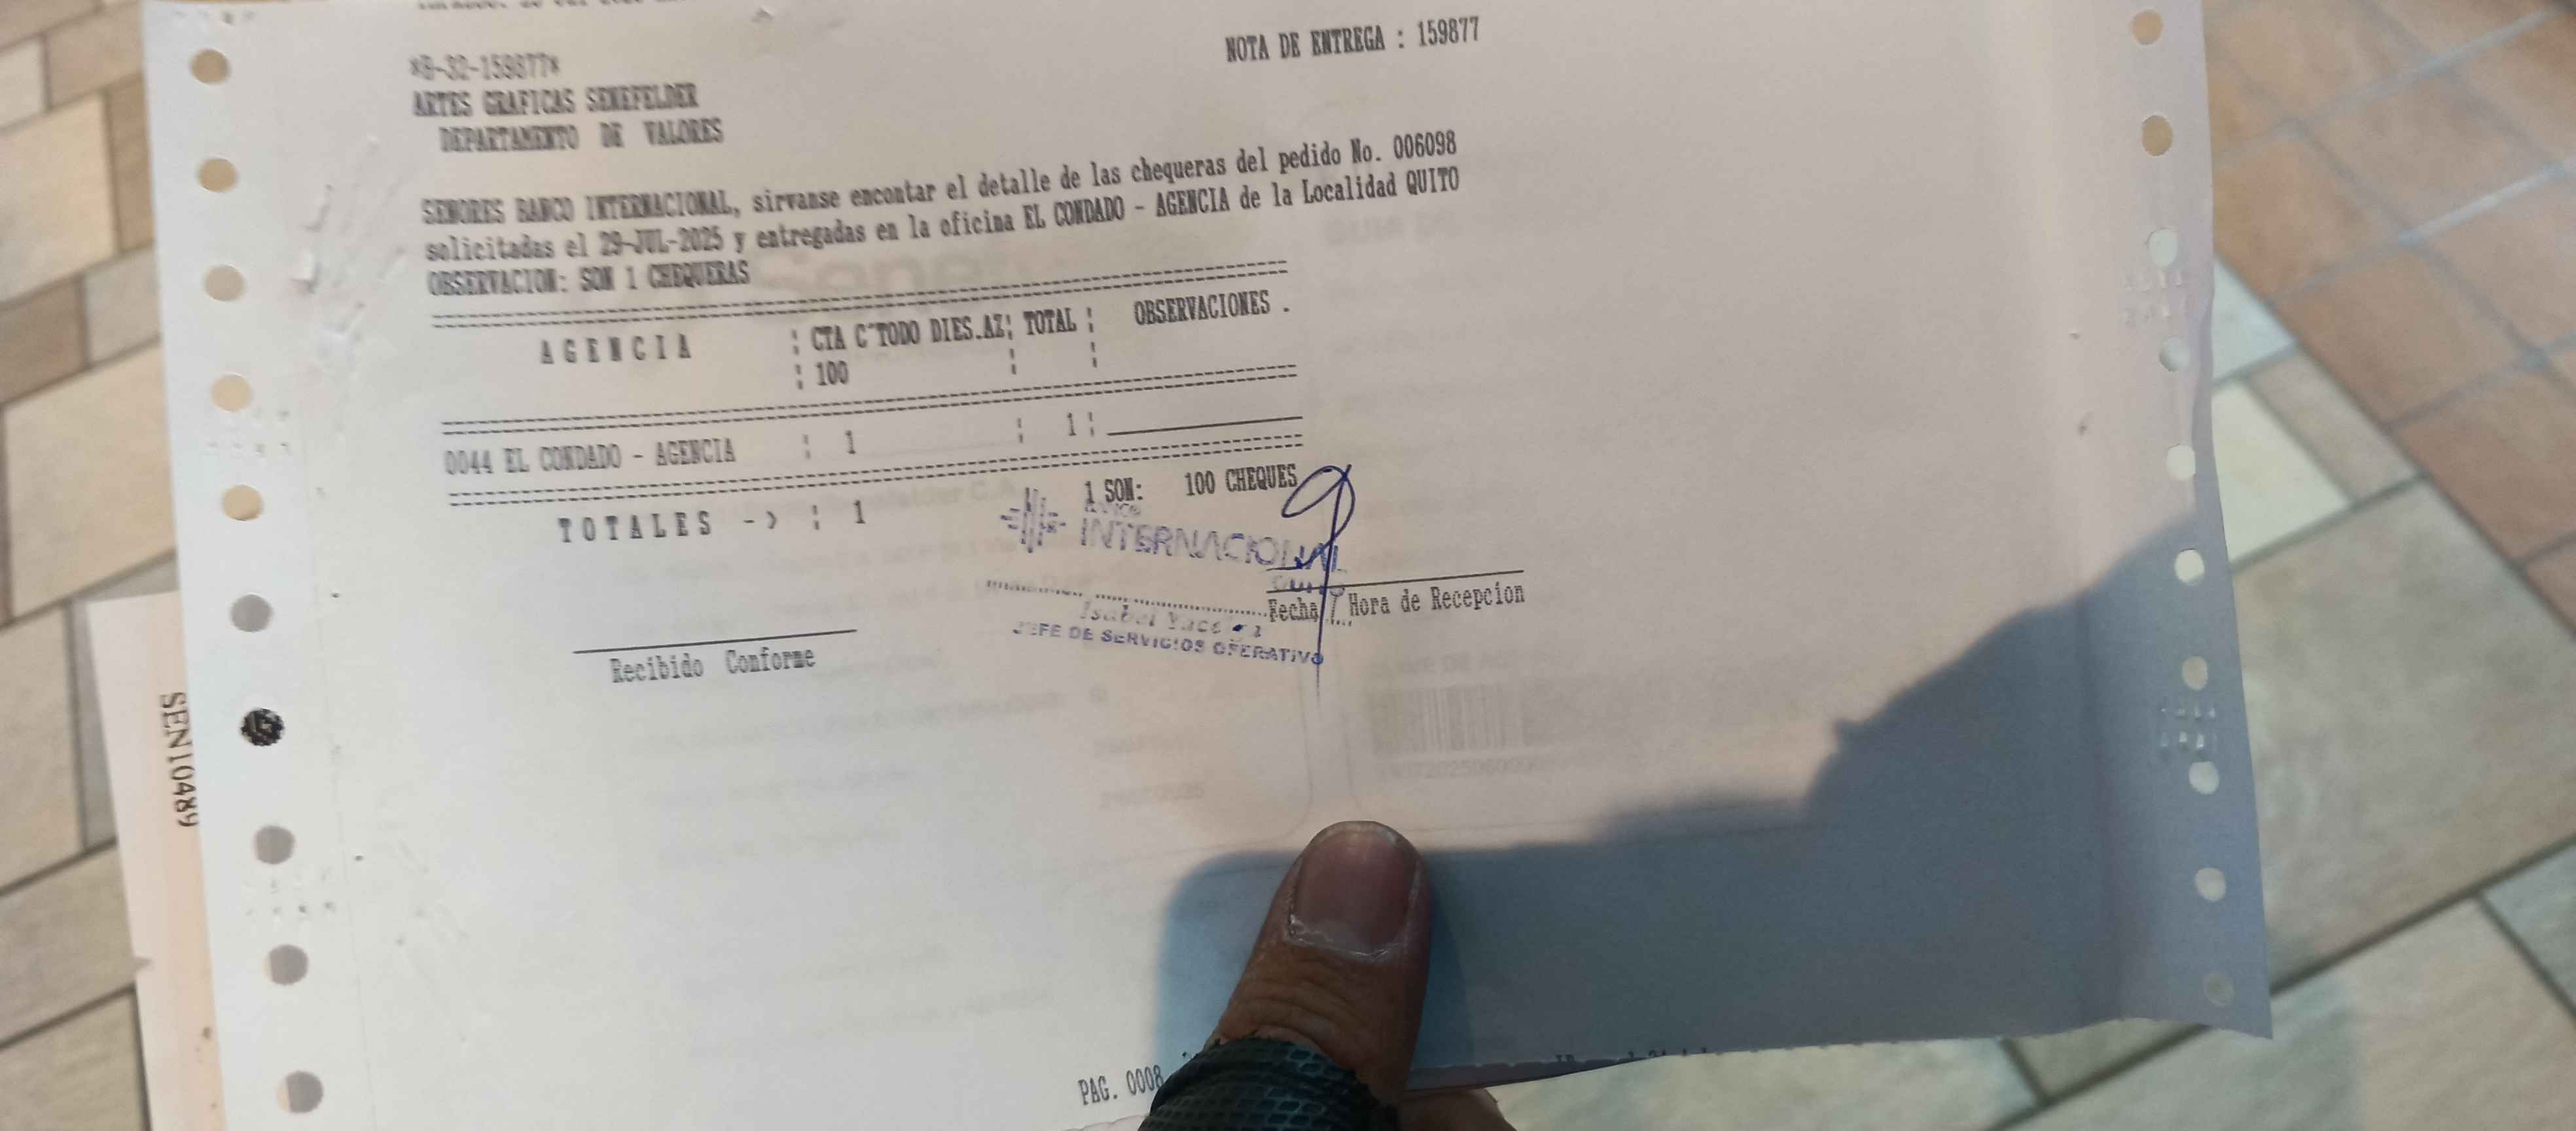 *B-32-159877*
NOTA DE ENTREGA : 159877
ARTES GRAFICAS SENEFELDER
DEPARTAMENTO DE VALORES
SENORES BANCO INTERNACIONAL, sirvanse encontar el detalle de las chequeras del pedido No. 006098
solicitadas el 29-JUL-2025 y entregadas en la oficina EL CONDADO - AGENCIA de la Localidad QUITO
OBSERVACION: SON 1 CHEQUERAS
A G E N C I A ¦ CTA C´TODO DIES.AZ¦ TOTAL ¦ OBSERVACIONES .
¦ 100 ¦ ¦
0044 EL CONDADO - AGENCIA ¦ 1 ¦ 1 ¦
T O T A L E S - > ¦ 1 1 SON: 100 CHEQUES
INTERNACIONAL
QUITO
Fecha / Hora de Recepcion
Isabel
JEFE DE SERVICIOS OPERATIVO
Recibido Conforme
SEN10489
PAG. 0008